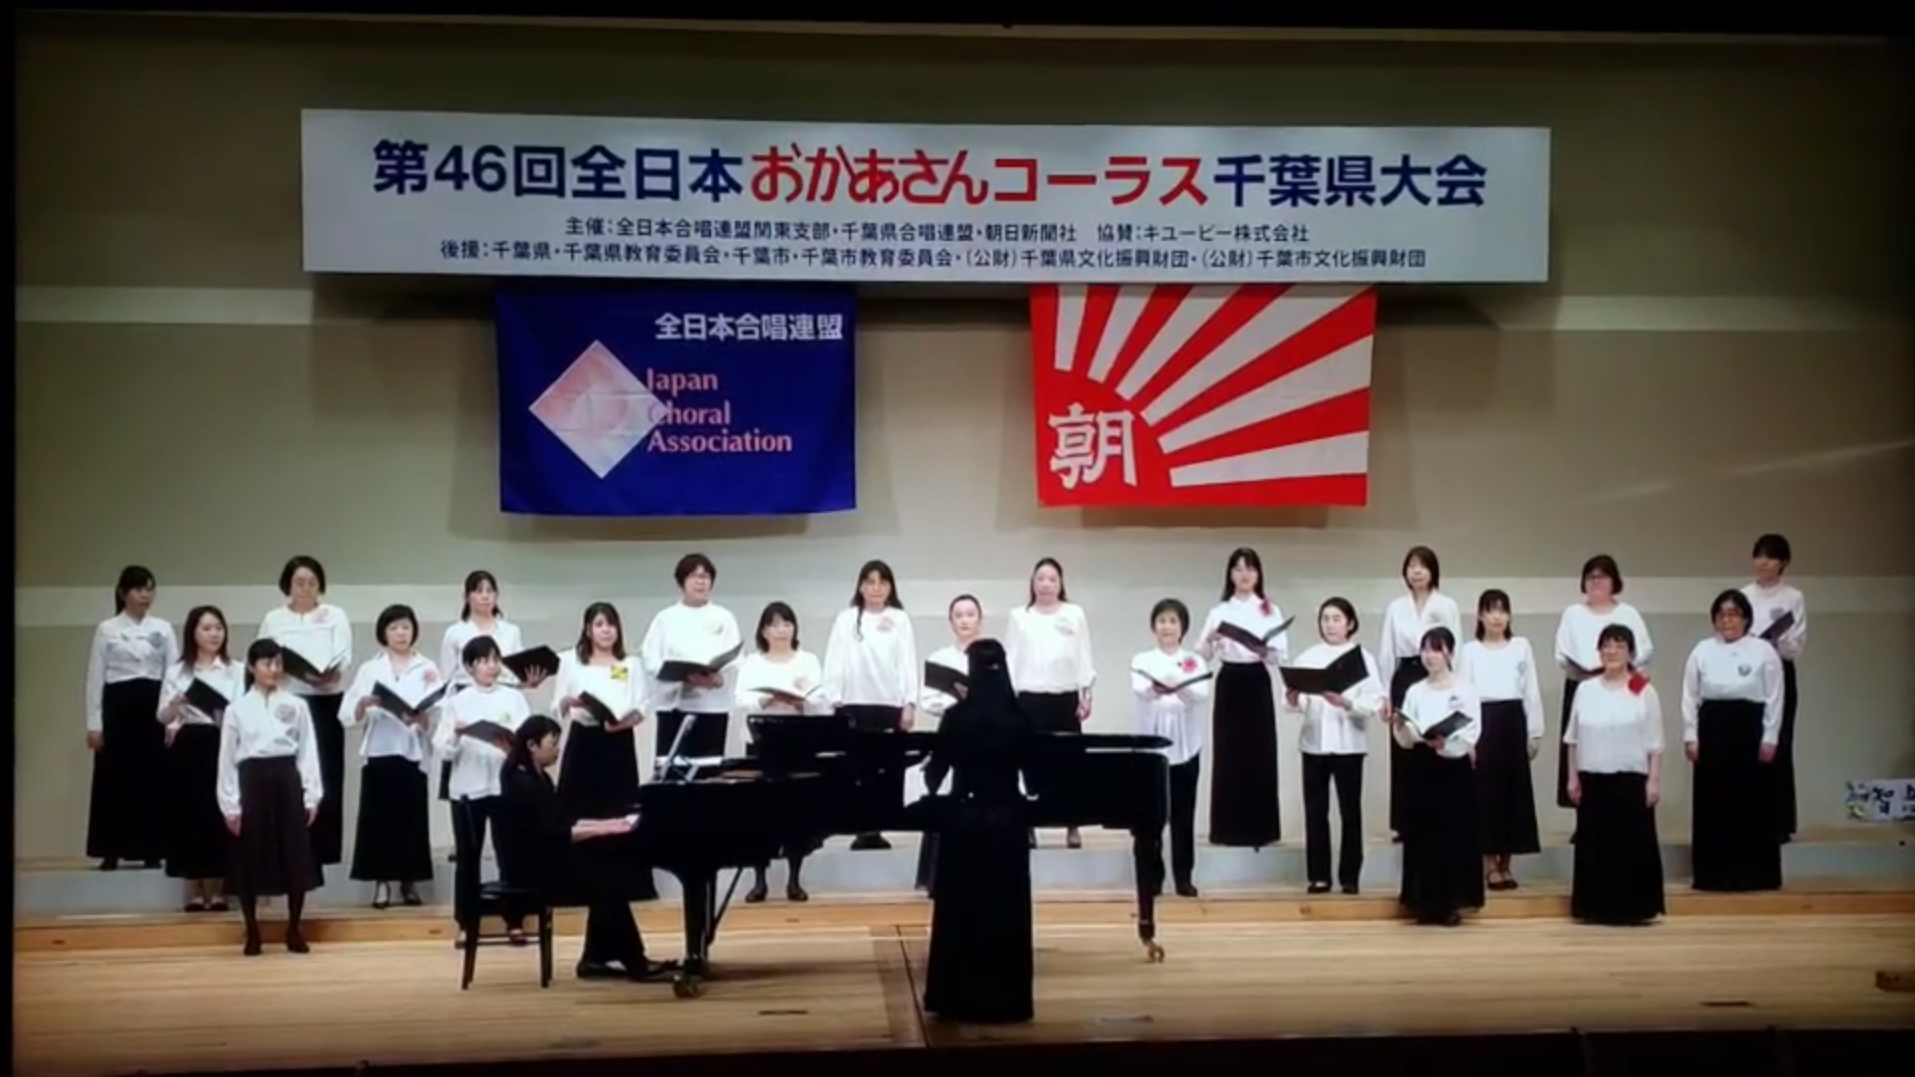 第46回全日本おかあさんコーラス千葉県大会
主催：全日本合唱連盟関東支部・千葉県合唱連盟・朝日新聞社　協賛：キユーピー株式会社
後援：千葉県・千葉県教育委員会・千葉市・千葉市教育委員会・（公財）千葉県文化振興財団・（公財）千葉市文化振興財団
全日本合唱連盟
Japan
Choral
Association
朝
智